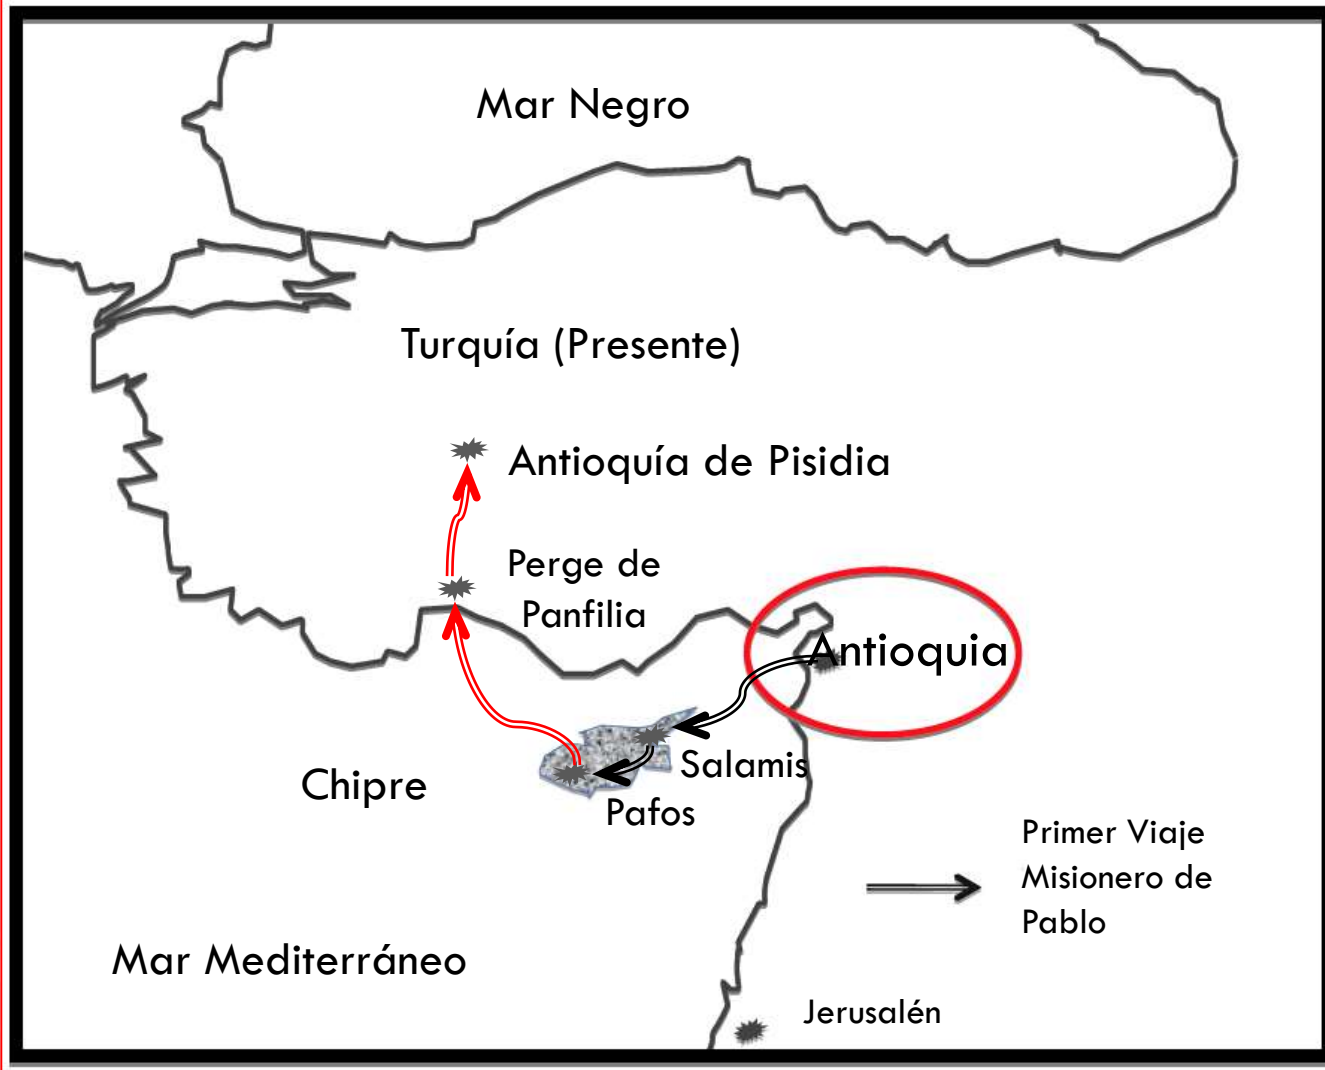 Mar Negro
Turquía (Presente)
Antioquía de Pisidia
Perge de
Panfilia
Antioquia
Salamis
Chipre
Pafos
Primer Viaje
Misionero de
Pablo
Mar Mediterráneo
Jerusalén